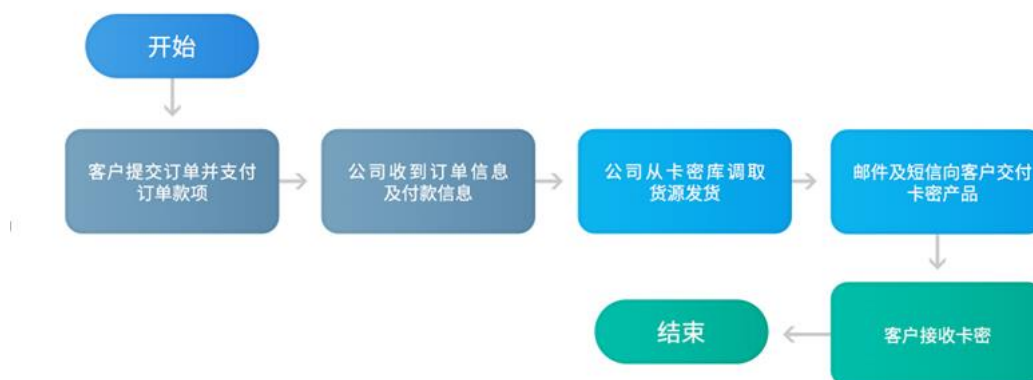 开始
客户提交订单并支付
订单款项
公司收到订单信息
及付款信息
公司从卡密库调取
货源发货
邮件及短信向客户交付
卡密产品
客户接收卡密
结束